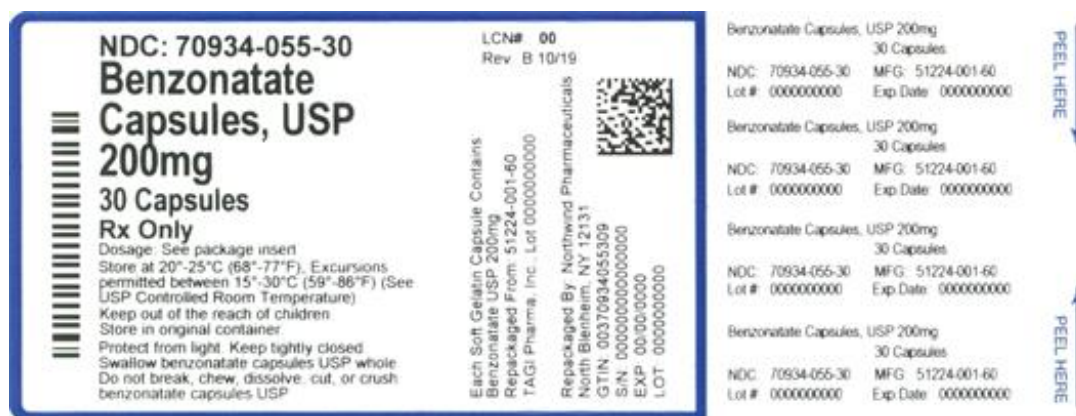 NDC: 70934-055-30
Benzonatate
Capsules, USP
200mg
30 Capsules
Rx Only
Dosage: See package insert
Store at 20°-25°C (68°-77°F), Excursions
permitted between 15°-30°C (59°-86°F) (See
USP Controlled Room Temperature)
Keep out of the reach of children
Store in original container
Protect from light. Keep tightly closed
Swallow benzonatate capsules USP whole
Do not break, chew, dissolve, cut, or crush
benzonatate capsules USP
LCN# 00
Rev B 10/19
Each Soft Gelatin Capsule Contains
Benzonatate USP 200mg
Repackaged From: 51224-001-60
TAGI Pharma, Inc., Lot 0000000000
Repackaged By Northwind Pharmaceuticals
North Blenheim, NY 12131
GTIN 00370934055309
S/N 00000000000000
EXP 00/00/0000
LOT 0000000000
Benzonatate Capsules, USP 200mg
30 Capsules
NDC: 70934-055-30 MFG: 51224-001-60
Lot # 0000000000 Exp Date 0000000000
Benzonatate Capsules, USP 200mg
30 Capsules
NDC: 70934-055-30 MFG: 51224-001-60
Lot # 0000000000 Exp Date 0000000000
Benzonatate Capsules, USP 200mg
30 Capsules
NDC: 70934-055-30 MFG: 51224-001-60
Lot # 0000000000 Exp Date 0000000000
Benzonatate Capsules, USP 200mg
30 Capsules
NDC: 70934-055-30 MFG: 51224-001-60
Lot # 0000000000 Exp Date 0000000000
PEEL HERE
PEEL HERE